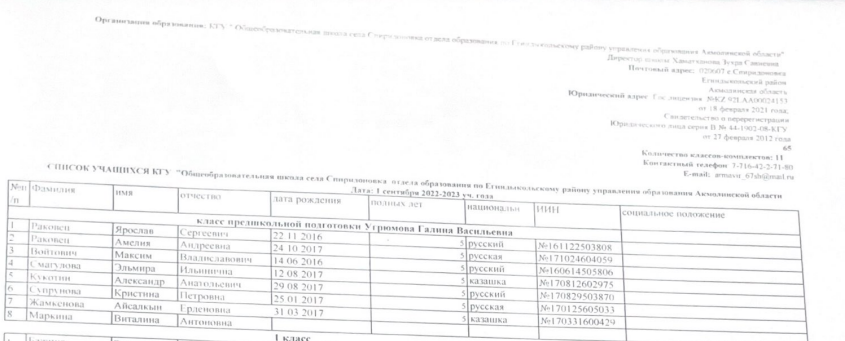 Организация образования: КГУ "Общеобразовательная школа села Спиридоновка отдела образования по Егиндыкольскому району управления образования Акмолинской области"
Директор школы
Почтовый адрес: 020607 с Спиридоновка
Егиндыкольский район
Акмолинская область
Юридический адрес Гос лицензия №KZ 92LAA00024153
от 18 февраля 2021 года,
Свидетельство о перерегистрации
Юридического лица серия В № 44-1902-08-КГУ
от 27 февраля 2012 года
65
Количество классов-комплектов: 11
Контактный телефон 7-716-42-2-71-80
E-mail:
СПИСОК УЧАЩИХСЯ КГУ "Общеобразовательная школа села Спиридоновка отдела образования по Егиндыкольскому району управления образования Акмолинской области
Дата: 1 сентября 2022-2023 уч. года
№п/п Фамилия имя отчество дата рождения полных лет национальн ИИН социальное положение
класс предшкольной подготовки Угрюмова Галина Васильевна
1 Раковец Ярослав Сергеевич 22 11 2016 5 русский №161122503808
2 Раковец Амелия Андреевна 24 10 2017 5 русская №171024604059
3 Войтович Максим Владиславович 14 06 2016 5 русский №160614505806
4 Смагулова Эльмира Ильинична 12 08 2017 5 казашка №170812602975
5 Кукотин Александр Анатольевич 29 08 2017 5 русский №170829503870
6 Супрунова Кристина Петровна 25 01 2017 5 русская №170125605033
7 Жамкенова Айсалкын Ерденовна 31 03 2017 5 казашка №170331600429
8 Маркина Виталина Антоновна
1 класс